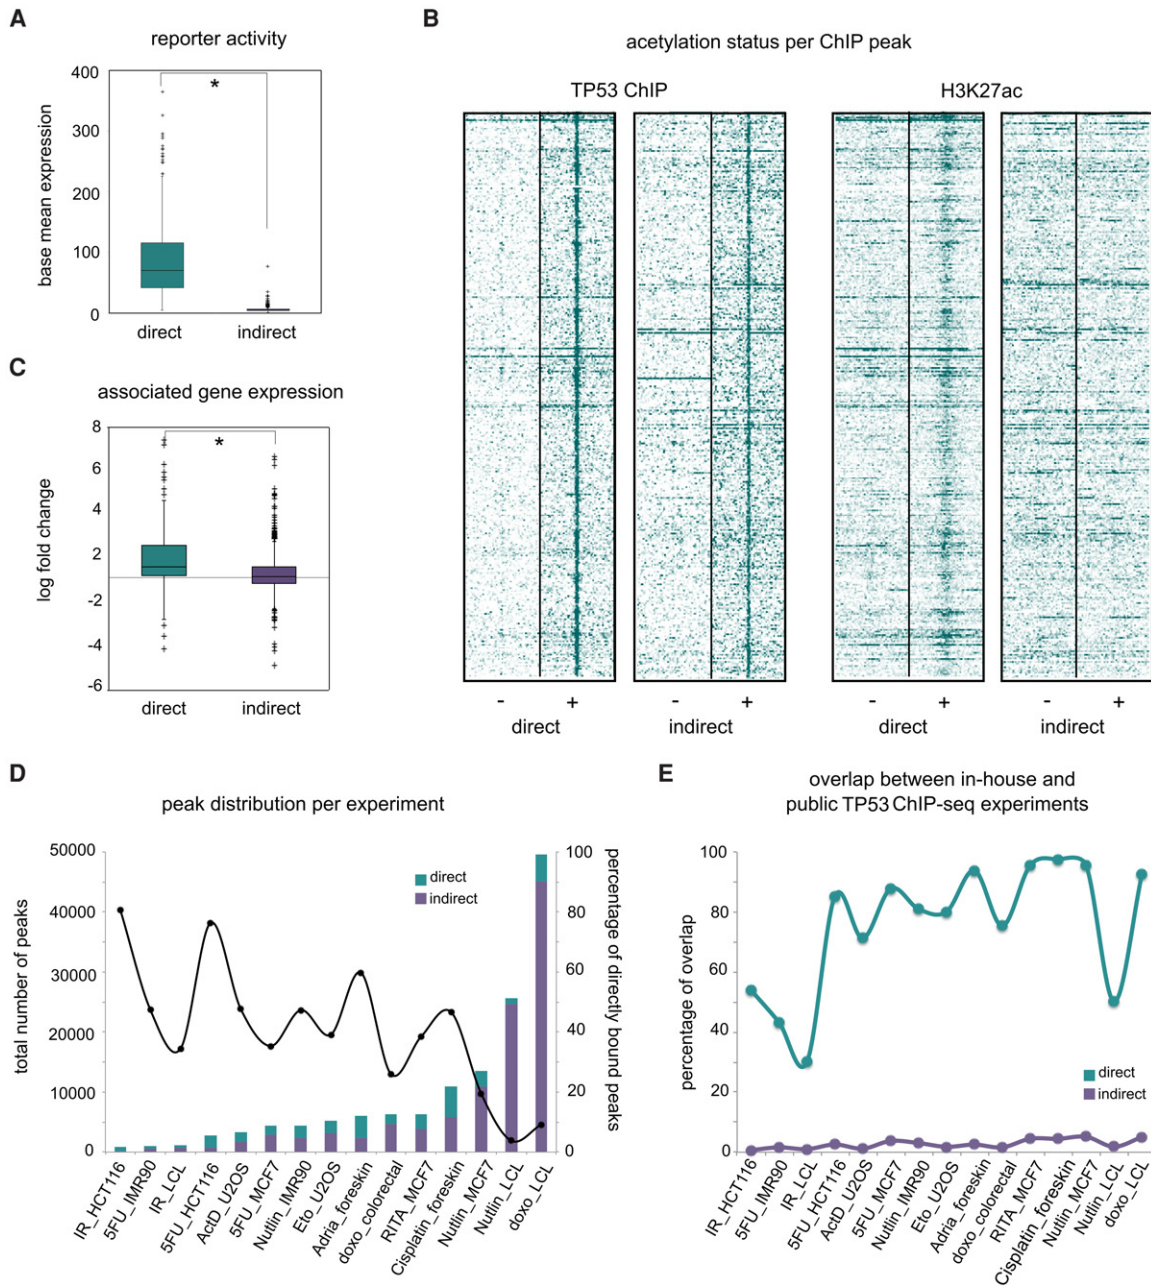 A
reporter activity
base mean expression
400
300
200
100
0
*
direct
indirect
B
acetylation status per ChIP peak
TP53 ChIP
H3K27ac
- + - + - + - +
direct
indirect
direct
indirect
C
associated gene expression
log fold change
8
6
4
2
-2
-4
-6
*
direct
indirect
D
peak distribution per experiment
total number of peaks
50000
40000
30000
20000
10000
0
direct
indirect
100
80
60
40
20
0
percentage of directly bound peaks
IR_HCT116
5FU_IMR90
IR_LCL
5FU_HCT116
ActD_U2OS
5FU_MCF7
Nutlin_IMR90
Eto_U2OS
Adria_foreskin
doxo_colorectal
RITA_MCF7
Cisplatin_foreskin
Nutlin_MCF7
Nutlin_LCL
doxo_LCL
E
overlap between in-house and
public TP53 ChIP-seq experiments
percentage of overlap
100
80
60
40
20
0
direct
indirect
IR_HCT116
5FU_IMR90
IR_LCL
5FU_HCT116
ActD_U2OS
5FU_MCF7
Nutlin_IMR90
Eto_U2OS
Adria_foreskin
doxo_colorectal
RITA_MCF7
Cisplatin_foreskin
Nutlin_MCF7
Nutlin_LCL
doxo_LCL